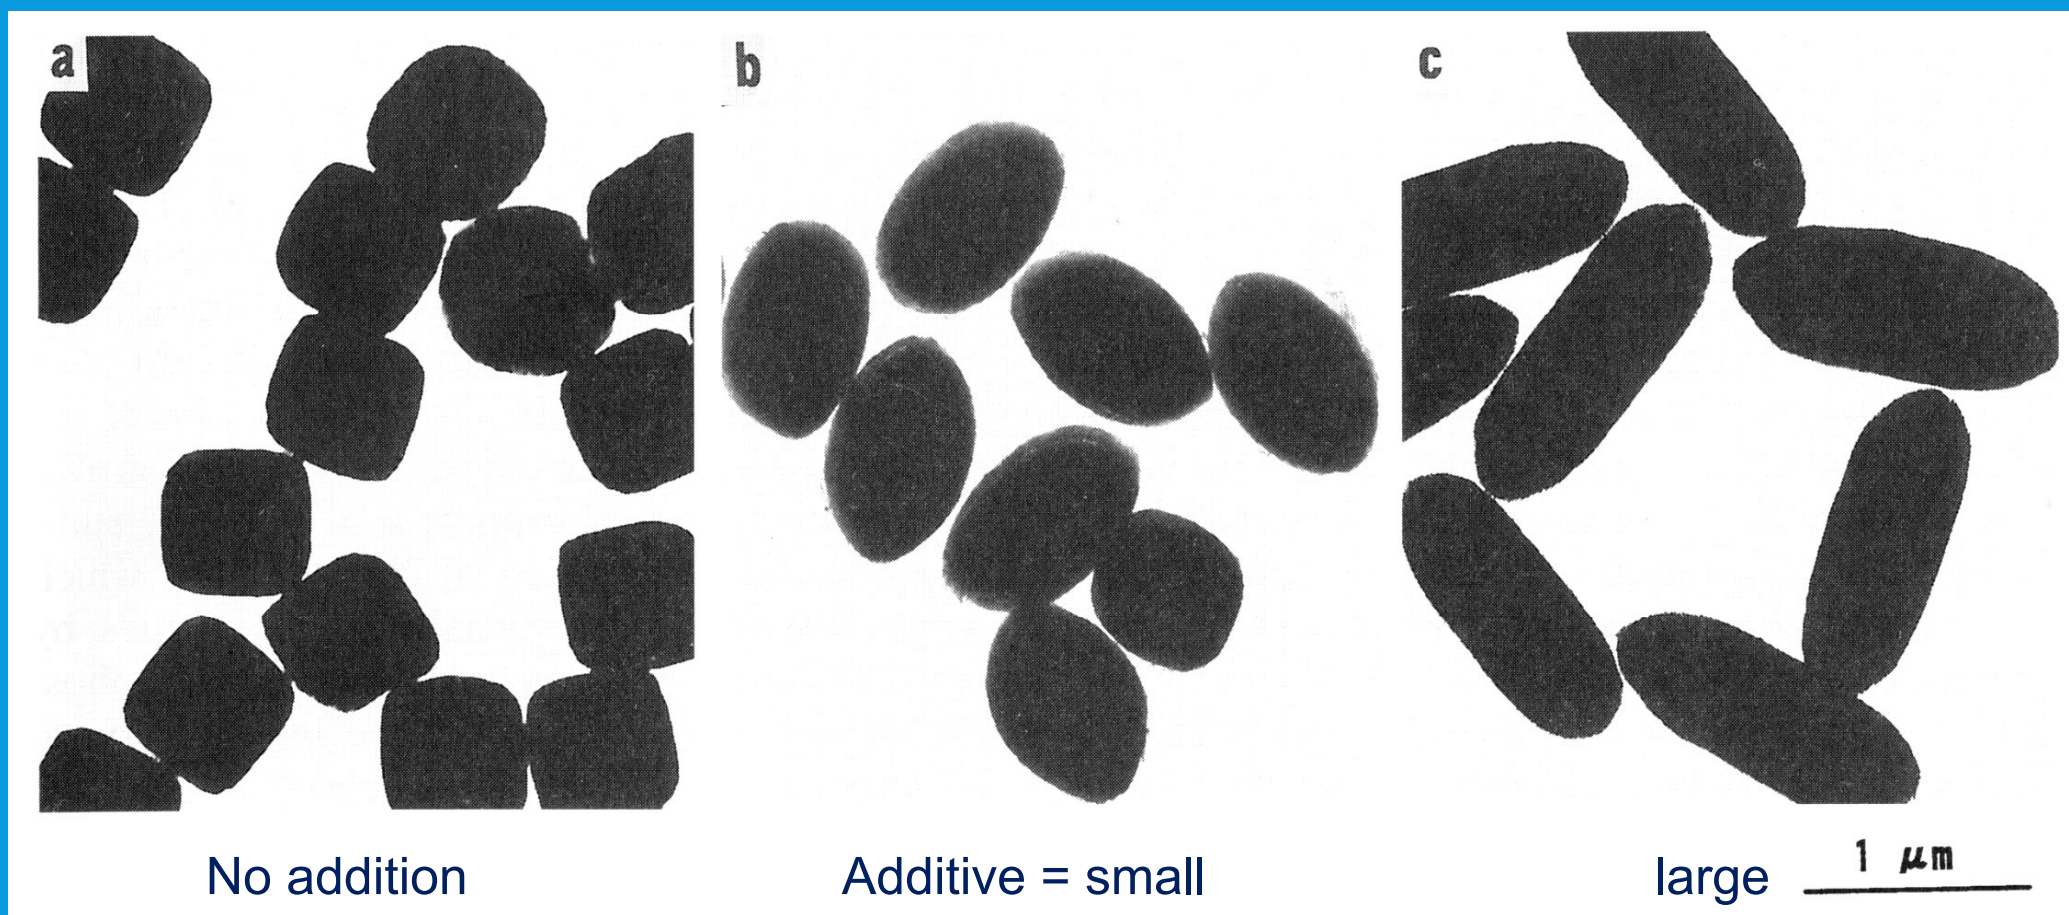 a
b
c
No addition
Additive = small
large
1 μm